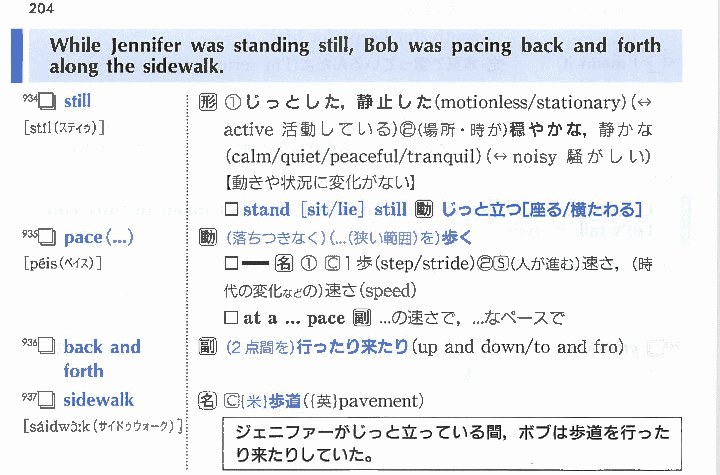 204
While Jennifer was standing still, Bob was pacing back and forth
along the sidewalk.
934 still
[stíl(スティゥ)]
形 ①じっとした，静止した(motionless/stationary)(↔
active 活動している)②(場所・時が)穏やかな，静かな
(calm/quiet/peaceful/tranquil)(↔noisy 騒がしい)
【動きや状況に変化がない】
□ stand [sit/lie] still 動 じっと立つ[座る/横たわる]
935 pace(...)
[péis(ペイス)]
動 (落ちつきなく)(...(狭い範囲)を)歩く
□━ 名 ① C 1歩(step/stride)②S(人が進む)速さ，(時
代の変化などの)速さ(speed)
□ at a ... pace 副 ...の速さで，...なペースで
936 back and
forth
副 (2点間を)行ったり来たり(up and down/to and fro)
937 sidewalk
[sáidwɔ̀ːk(サイドゥウォーク)]
名 C{米}歩道({英}pavement)
ジェニファーがじっと立っている間，ボブは歩道を行った
り来たりしていた。